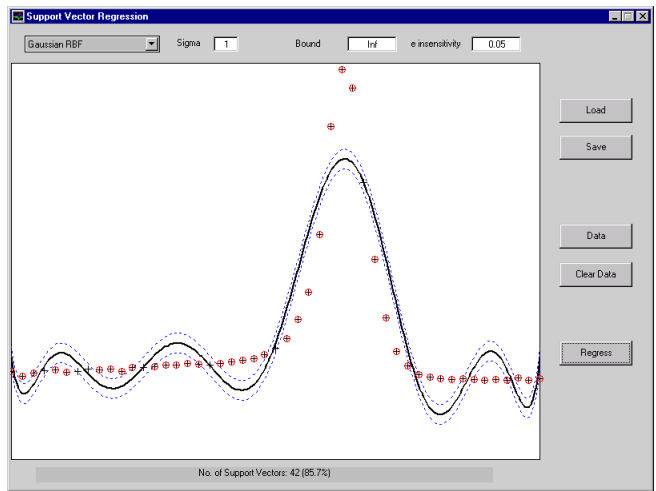 Support Vector Regression
Gaussian RBF
Sigma
1
Bound
Inf
e insensitivity
0.05
Load
Save
Data
Clear Data
Regress
No. of Support Vectors: 42 (85.7%)